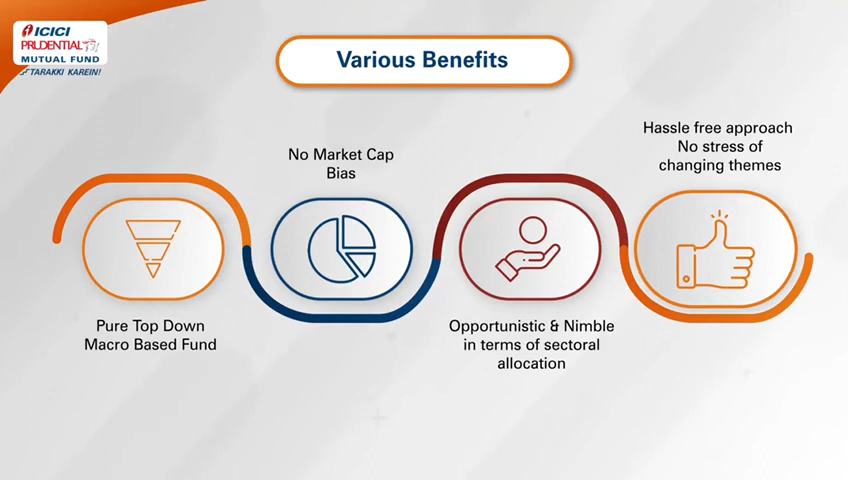 ICICI
PRUDENTIAL
MUTUAL FUND
TARAKKI KAREIN!
Various Benefits
Pure Top Down
Macro Based Fund
No Market Cap
Bias
Opportunistic & Nimble
in terms of sectoral
allocation
Hassle free approach
No stress of
changing themes